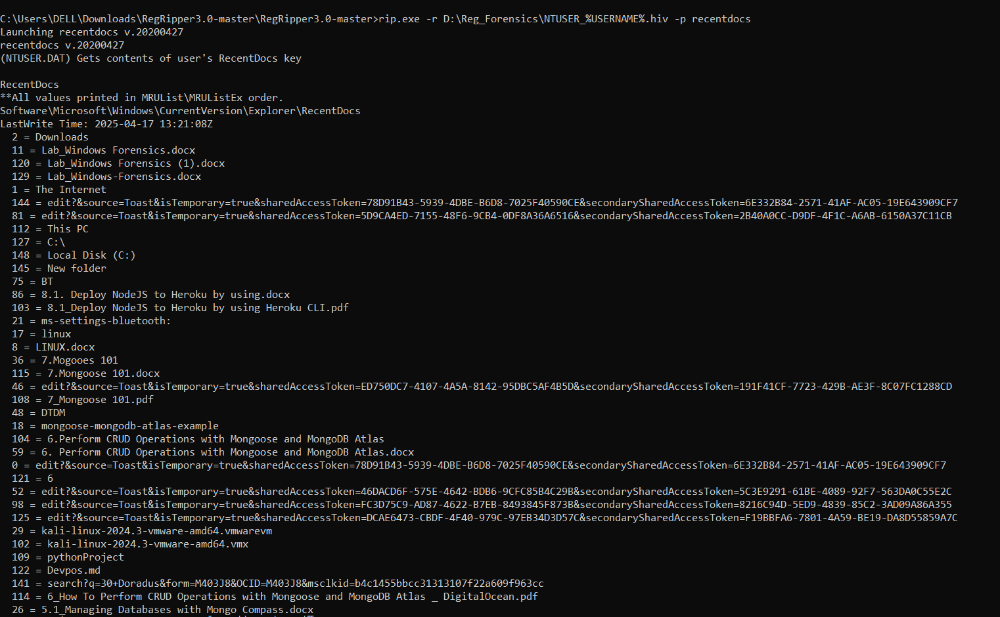 C:\Users\DELL\Downloads\RegRipper3.0-master\RegRipper3.0-master>rip.exe -r D:\Reg_Forensics\NTUSER_%USERNAME%.hiv -p recentdocs
Launching recentdocs v.20200427
recentdocs v.20200427
(NTUSER.DAT) Gets contents of user's RecentDocs key
RecentDocs
**All values printed in MRUList\MRUListEx order.
Software\Microsoft\Windows\CurrentVersion\Explorer\RecentDocs
LastWrite Time: 2025-04-17 13:21:08Z
2 = Downloads
11 = Lab_Windows Forensics.docx
120 = Lab_Windows Forensics (1).docx
129 = Lab_Windows-Forensics.docx
1 = The Internet
144 = edit?&source=Toast&isTemporary=true&sharedAccessToken=78D91B43-5939-4DBE-B6D8-7025F40590CE&secondarySharedAccessToken=6E332B84-2571-41AF-AC05-19E643909CF7
81 = edit?&source=Toast&isTemporary=true&sharedAccessToken=5D9CA4ED-7155-48F6-9CB4-0DF8A36A6516&secondarySharedAccessToken=2B40A0CC-D9DF-4F1C-A6AB-6150A37C11CB
112 = This PC
127 = C:\
148 = Local Disk (C:)
145 = New folder
75 = BT
86 = 8.1. Deploy NodeJS to Heroku by using.docx
103 = 8.1_Deploy NodeJS to Heroku by using Heroku CLI.pdf
21 = ms-settings-bluetooth:
17 = linux
8 = LINUX.docx
36 = 7.Mogooes 101
115 = 7.Mongoose 101.docx
46 = edit?&source=Toast&isTemporary=true&sharedAccessToken=ED750DC7-4107-4A5A-8142-95DBC5AF4B5D&secondarySharedAccessToken=191F41CF-7723-429B-AE3F-8C07FC1288CD
108 = 7_Mongoose 101.pdf
48 = DTDM
18 = mongoose-mongodb-atlas-example
104 = 6.Perform CRUD Operations with Mongoose and MongoDB Atlas
59 = 6. Perform CRUD Operations with Mongoose and MongoDB Atlas.docx
0 = edit?&source=Toast&isTemporary=true&sharedAccessToken=78D91B43-5939-4DBE-B6D8-7025F40590CE&secondarySharedAccessToken=6E332B84-2571-41AF-AC05-19E643909CF7
121 = 6
52 = edit?&source=Toast&isTemporary=true&sharedAccessToken=46DACD6F-575E-4642-BDB6-9CFC85B4C29B&secondarySharedAccessToken=5C3E9291-61BE-4089-92F7-563DA0C55E2C
98 = edit?&source=Toast&isTemporary=true&sharedAccessToken=FC3D75C9-AD87-4622-B7EB-8493845F873B&secondarySharedAccessToken=8216C94D-5ED9-4839-85C2-3AD09A86A355
125 = edit?&source=Toast&isTemporary=true&sharedAccessToken=DCAE6473-CBDF-4F40-979C-97EB34D3D57C&secondarySharedAccessToken=F19BBFA6-7801-4A59-BE19-DA8D55859A7C
29 = kali-linux-2024.3-vmware-amd64.vmwarevm
102 = kali-linux-2024.3-vmware-amd64.vmx
109 = pythonProject
122 = Devpos.md
141 = search?q=30+Doradus&form=M403J8&OCID=M403J8&msclkid=b4c1455bbcc31313107f22a609f963cc
114 = 6_How To Perform CRUD Operations with Mongoose and MongoDB Atlas _ DigitalOcean.pdf
26 = 5.1_Managing Databases with Mongo Compass.docx